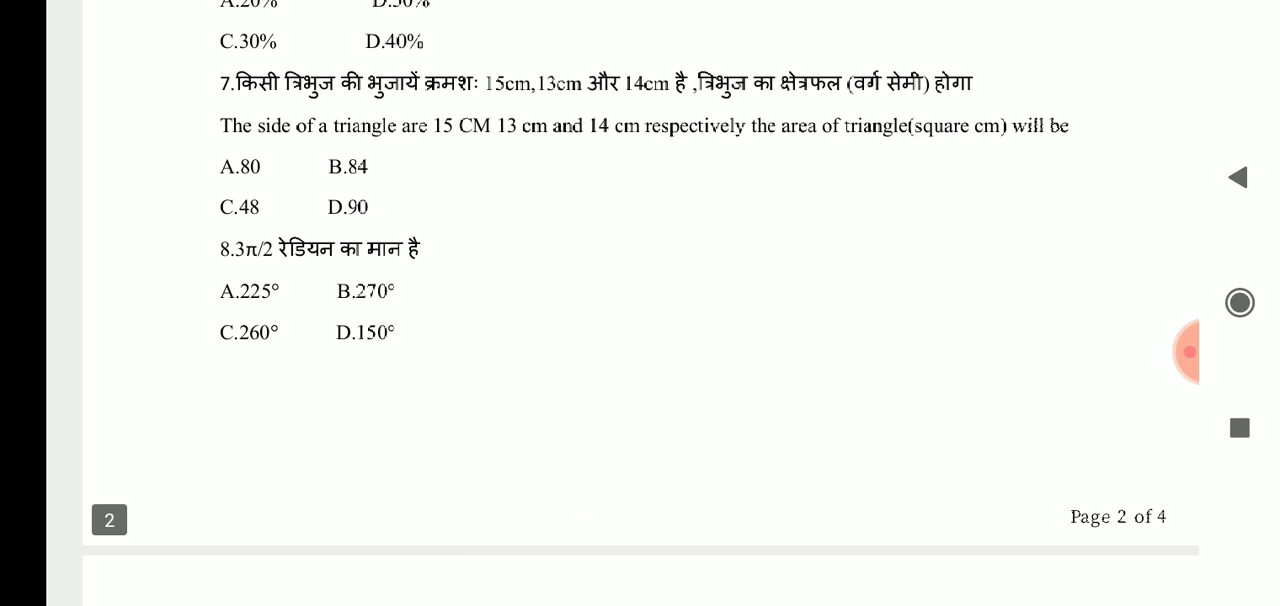 A.20% D.50%
C.30% D.40%
7.किसी त्रिभुज की भुजायें क्रमशः 15cm,13cm और 14cm है ,त्रिभुज का क्षेत्रफल (वर्ग सेमी) होगा
The side of a triangle are 15 CM 13 cm and 14 cm respectively the area of triangle(square cm) will be
A.80 B.84
C.48 D.90
8.3π/2 रेडियन का मान है
A.225° B.270°
C.260° D.150°
2
Page 2 of 4